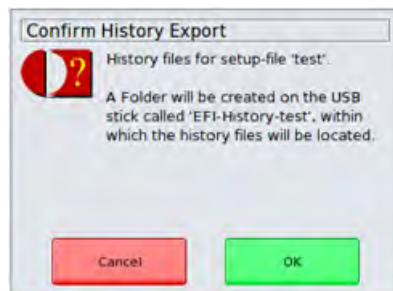 Confirm History Export
?
History files for setup-file 'test'.
A Folder will be created on the USB
stick called 'EFI-History-test', within
which the history files will be located.
Cancel
OK